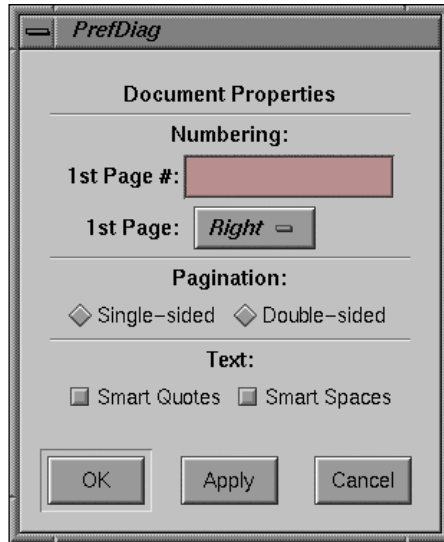 PrefDiag
Document Properties
Numbering:
1st Page #:
1st Page: Right
Pagination:
Single-sided Double-sided
Text:
Smart Quotes Smart Spaces
OK Apply Cancel